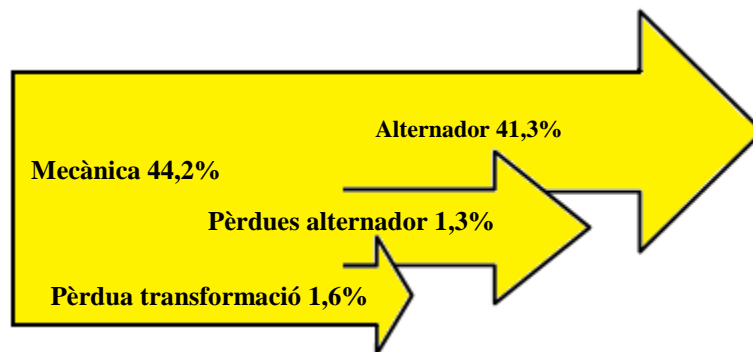 Alternador 41,3%
Mecànica 44,2%
Pèrdues alternador 1,3%
Pèrdua transformació 1,6%